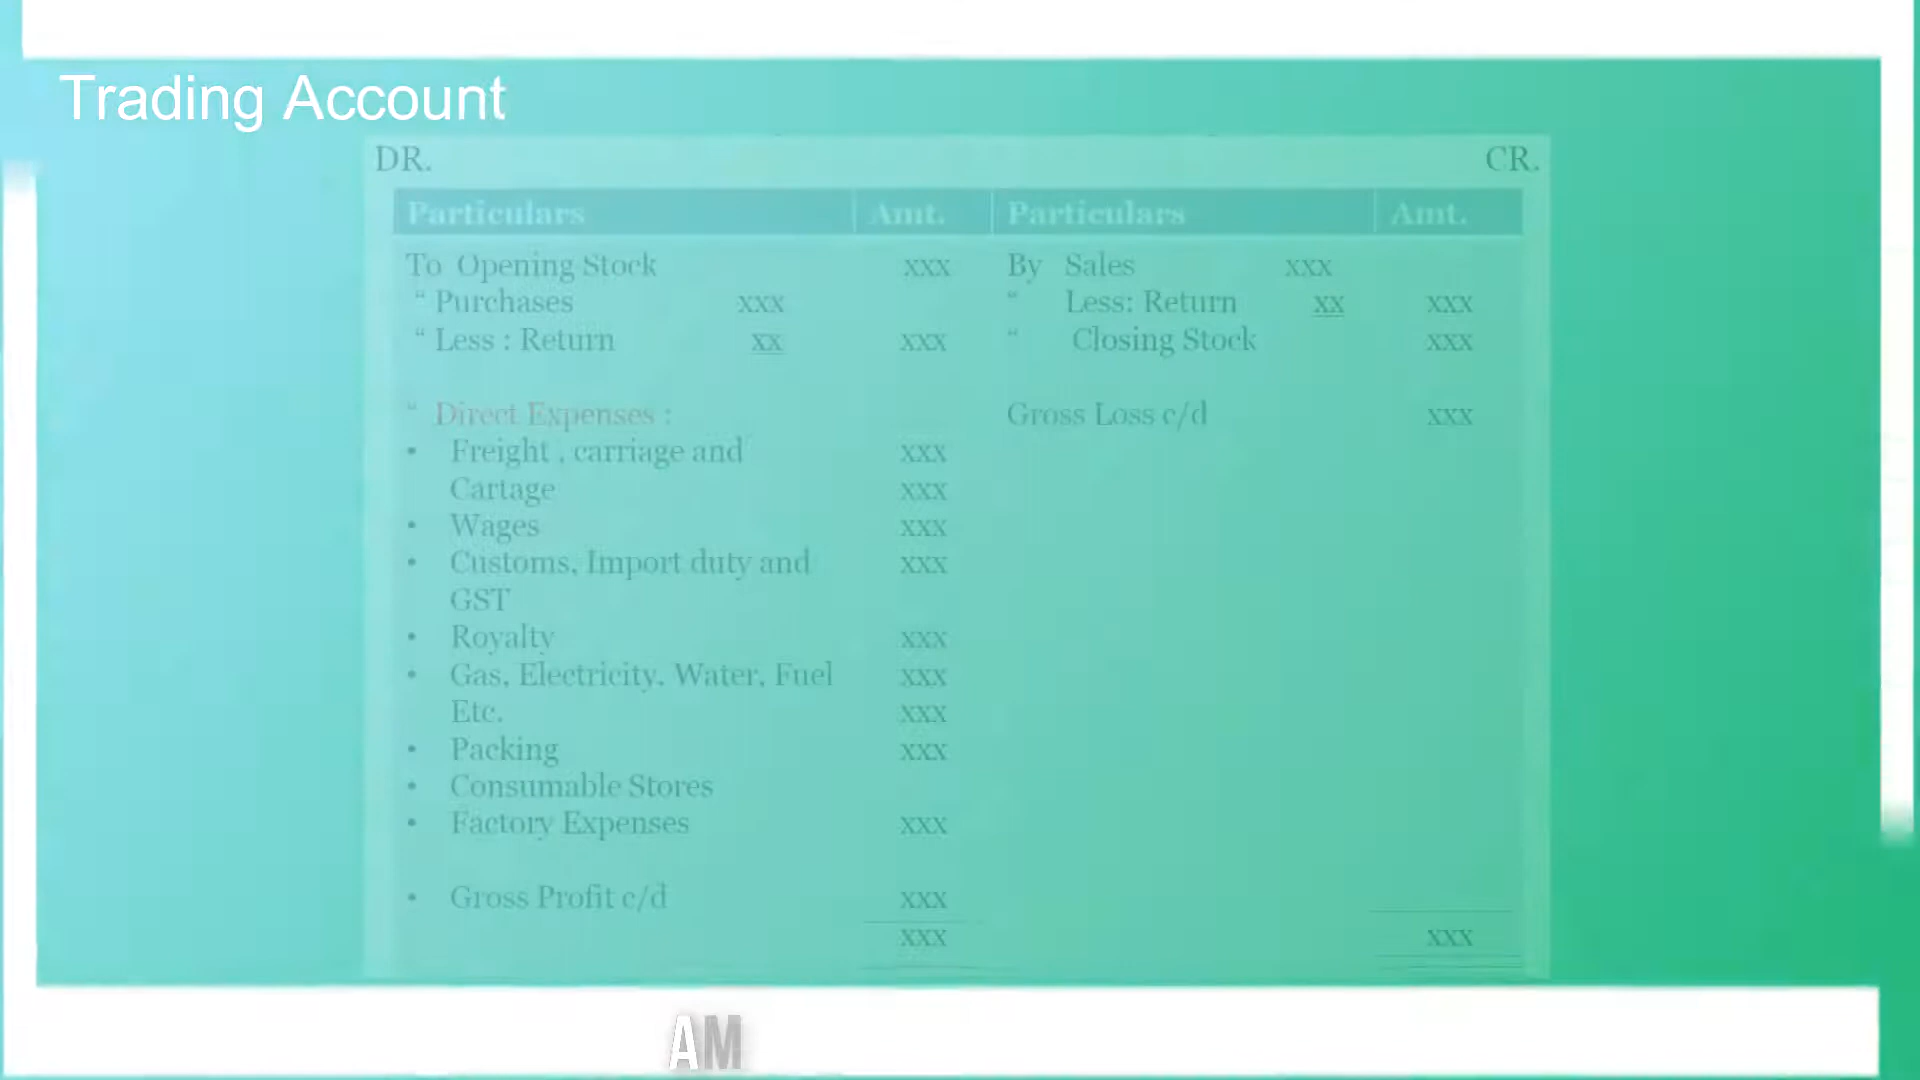 Trading Account
DR. CR.
Particulars Amt. Particulars Amt.
To Opening Stock xxx By Sales xxx
“ Purchases xxx “ Less: Return xx xxx
“ Less : Return xx xxx “ Closing Stock xxx
“ Direct Expenses : Gross Loss c/d xxx
• Freight , carriage and xxx
Cartage xxx
• Wages xxx
• Customs, Import duty and xxx
GST
• Royalty xxx
• Gas, Electricity, Water, Fuel xxx
Etc. xxx
• Packing xxx
• Consumable Stores
• Factory Expenses xxx
• Gross Profit c/d xxx
xxx xxx
AM